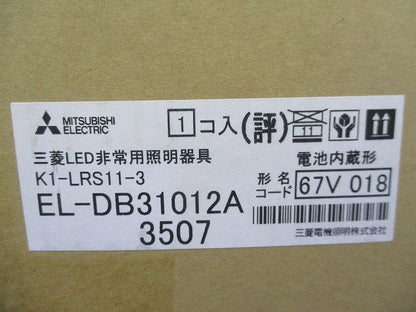 MITSUBISHI
ELECTRIC
1コ入 (評) 11
三菱LED非常用照明器具
電池内蔵形
K1-LRS11-3
形名
コード 67V 018
EL-DB31012A
3507
三菱電機照明株式会社